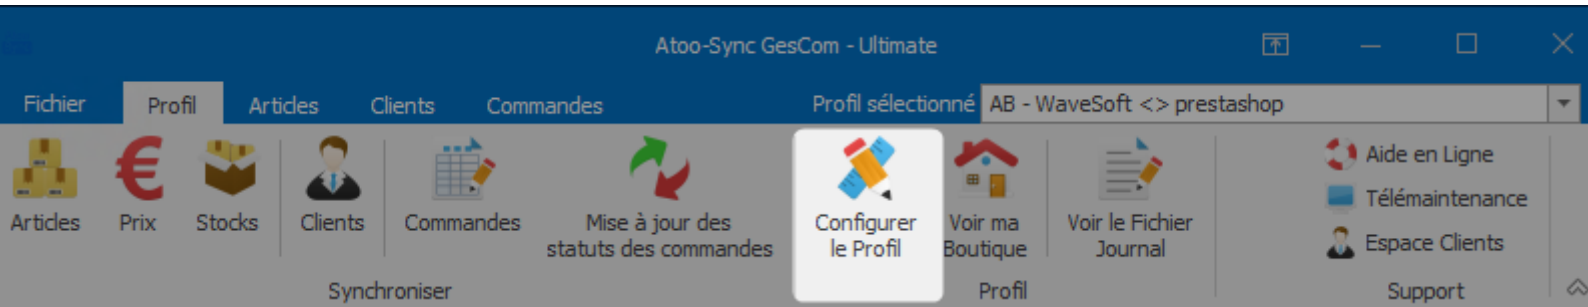 Atoo-Sync GesCom - Ultimate
Fichier Profil Articles Clients Commandes Profil sélectionné AB - WaveSoft <> prestashop
Articles
Prix
Stocks
Clients
Commandes
Mise à jour des
statuts des commandes
Configurer
le Profil
Voir ma
Boutique
Voir le Fichier
Journal
Aide en Ligne
Télémaintenance
Espace Clients
Synchroniser
Profil
Support